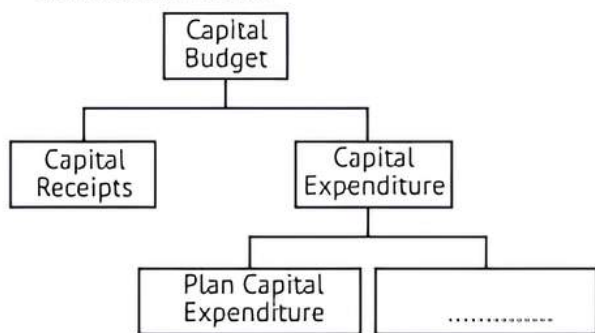 Capital
Budget
Capital
Receipts
Capital
Expenditure
Plan Capital
Expenditure
...............